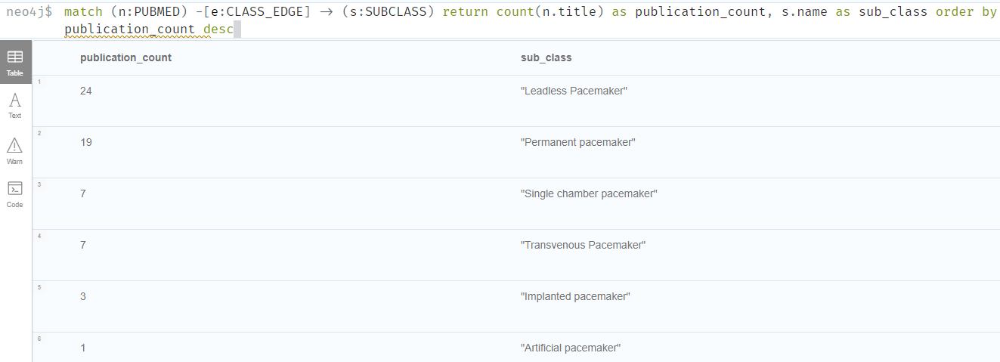 neo4j$ match (n:PUBMED) -[e:CLASS_EDGE] → (s:SUBCLASS) return count(n.title) as publication_count, s.name as sub_class order by
publication_count desc
publication_count sub_class
Table
1
24 "Leadless Pacemaker"
Text
2
19 "Permanent pacemaker"
Warn
3
7 "Single chamber pacemaker"
Code
4
7 "Transvenous Pacemaker"
5
3 "Implanted pacemaker"
6
1 "Artificial pacemaker"